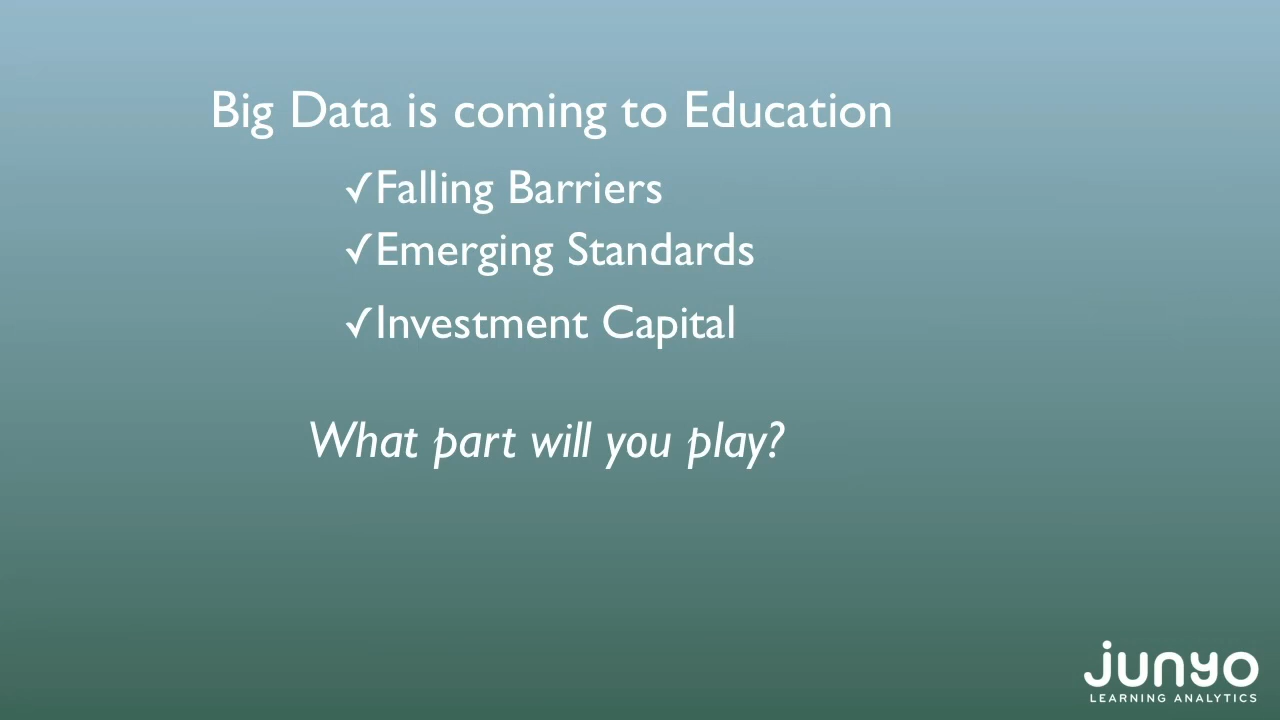 Big Data is coming to Education
✓Falling Barriers
✓Emerging Standards
✓Investment Capital
What part will you play?
junyo
LEARNING ANALYTICS